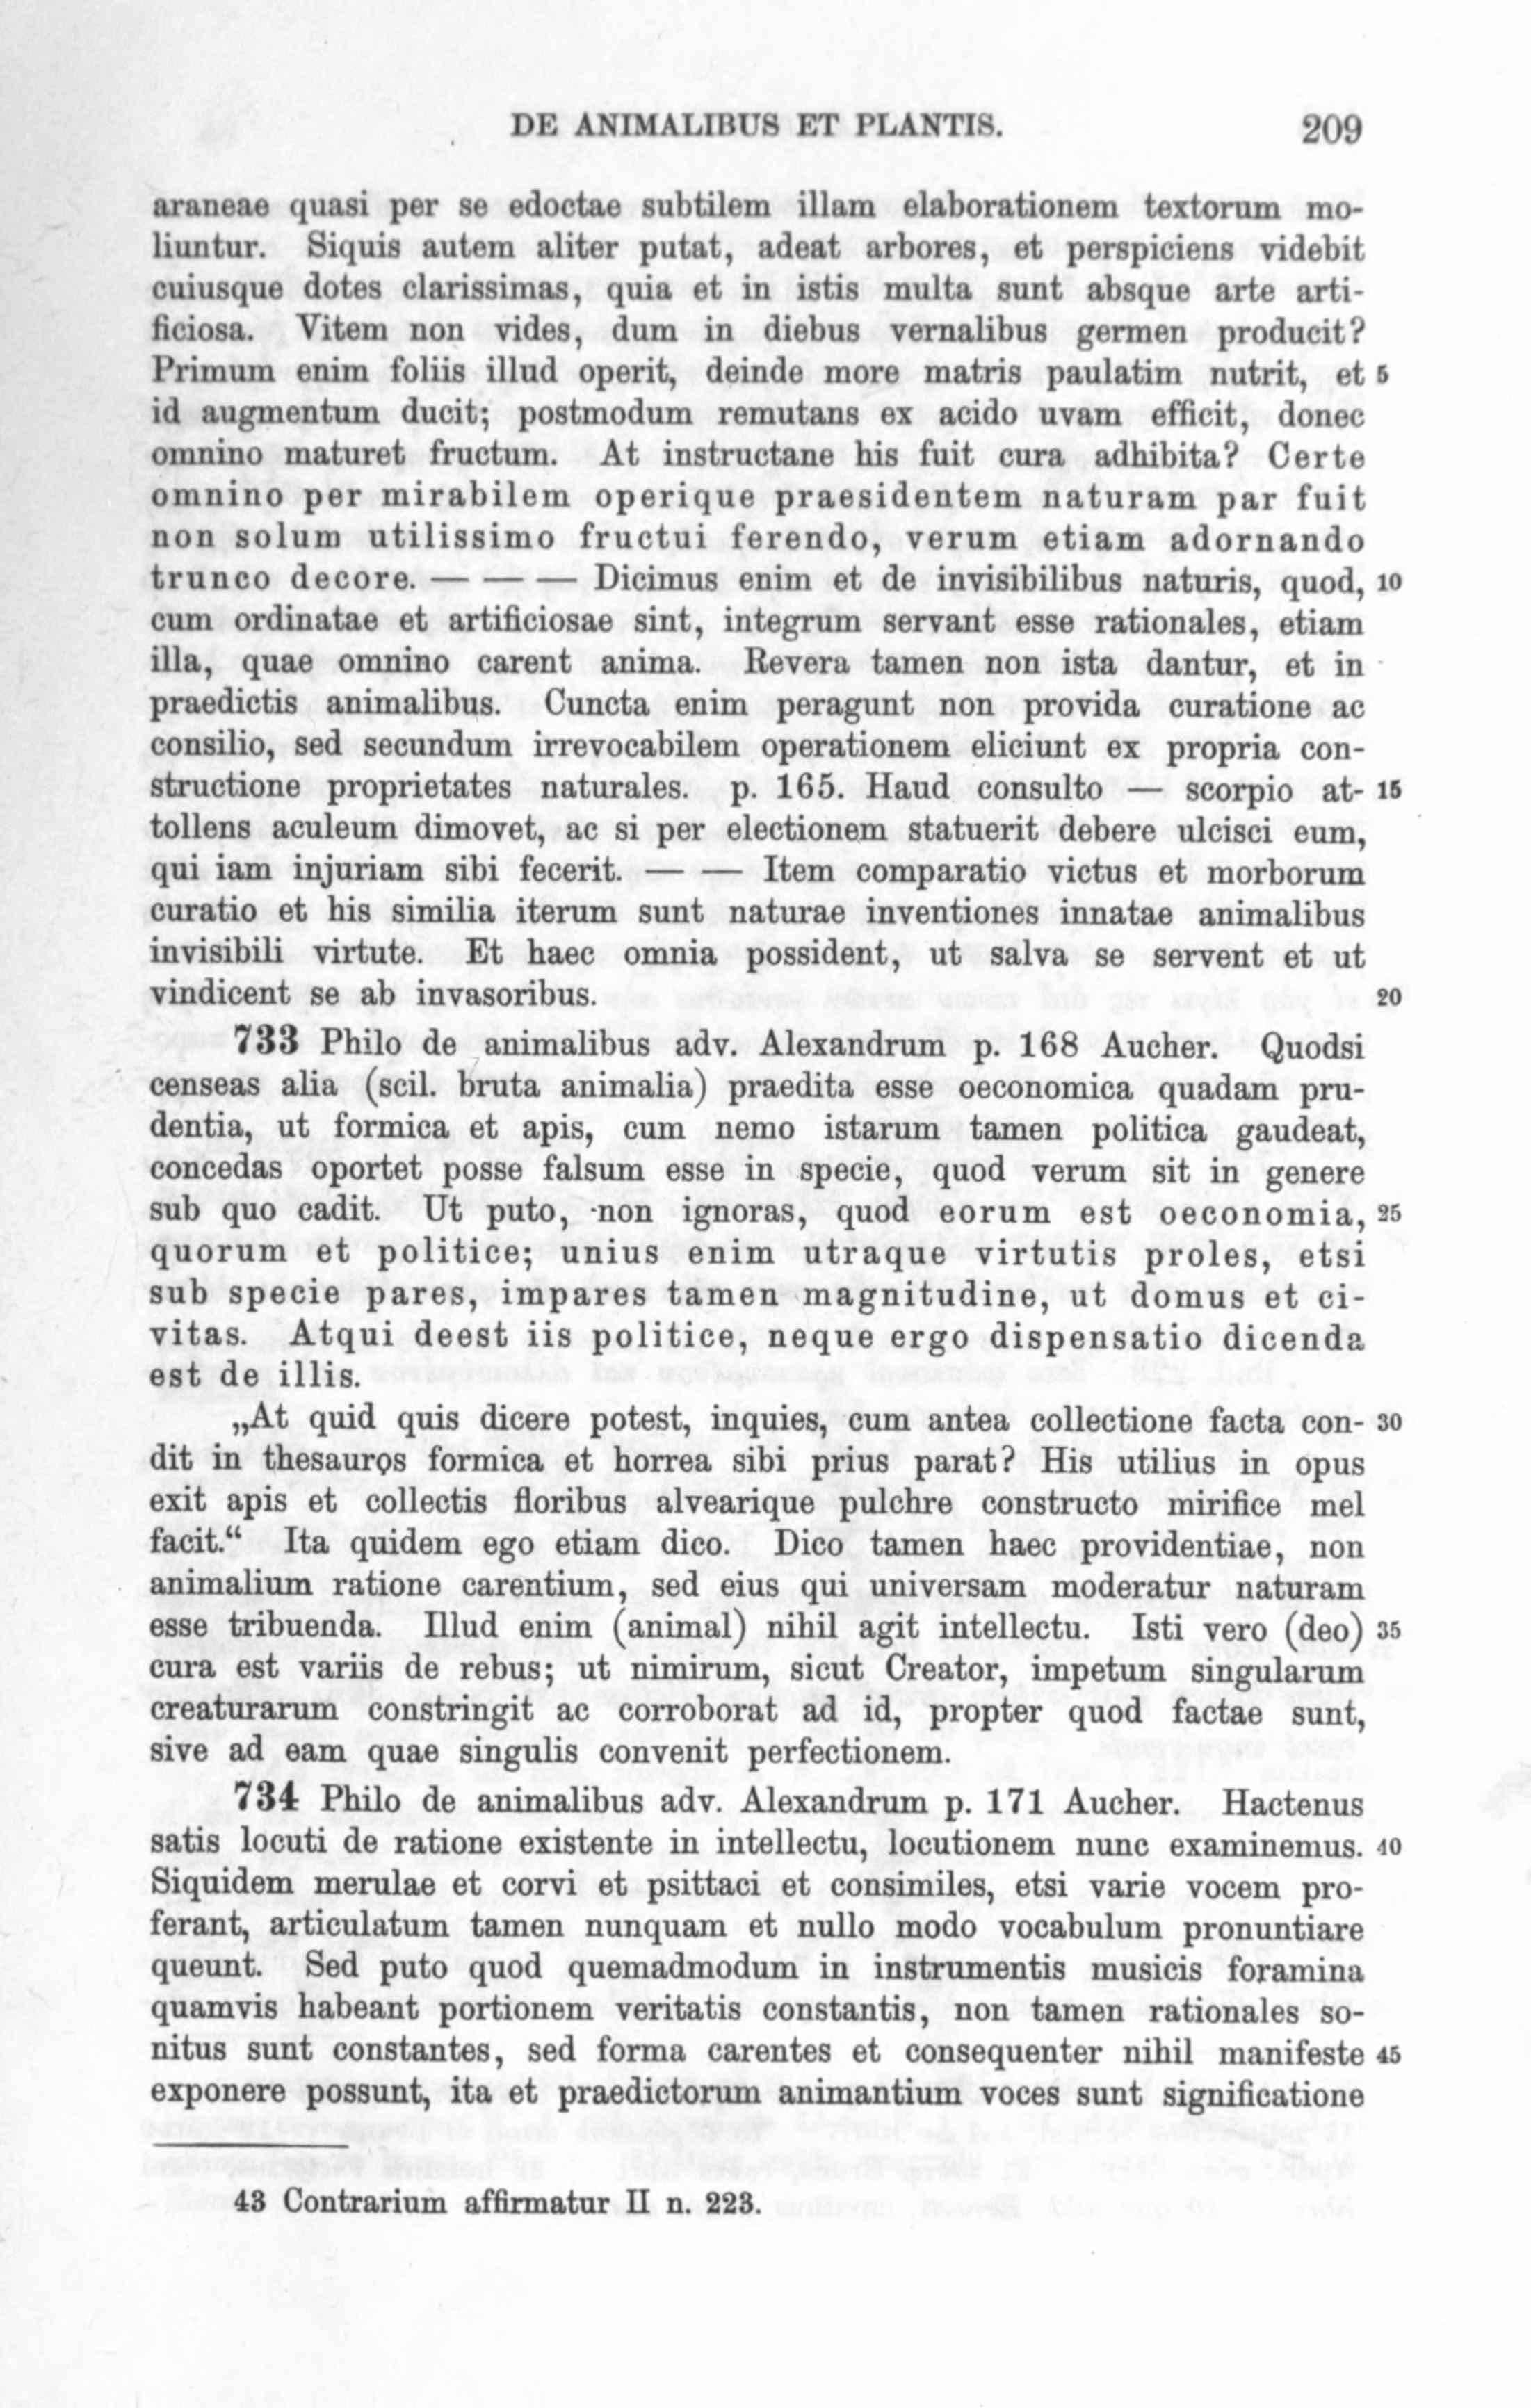 DE ANIMALIBUS ET PLANTIS. 209
araneae quasi per se edoctae subtilem illam elaborationem textorum mo-
liuntur. Siquis autem aliter putat, adeat arbores, et perspiciens videbit
cuiusque dotes clarissimas, quia et in istis multa sunt absque arte arti-
ficiosa. Vitem non vides, dum in diebus vernalibus germen producit?
Primum enim foliis illud operit, deinde more matris paulatim nutrit, et 5
id augmentum ducit; postmodum remutans ex acido uvam efficit, donec
omnino maturet fructum. At instructane his fuit cura adhibita? Certe
omnino per mirabilem operique praesidentem naturam par fuit
non solum utilissimo fructui ferendo, verum etiam adornando
trunco decore. — — — Dicimus enim et de invisibilibus naturis, quod, 10
cum ordinatae et artificiosae sint, integrum servant esse rationales, etiam
illa, quae omnino carent anima. Revera tamen non ista dantur, et in
praedictis animalibus. Cuncta enim peragunt non provida curatione ac
consilio, sed secundum irrevocabilem operationem eliciunt ex propria con-
structione proprietates naturales. p. 165. Haud consulto — scorpio at- 15
tollens aculeum dimovet, ac si per electionem statuerit debere ulcisci eum,
qui iam injuriam sibi fecerit. — — Item comparatio victus et morborum
curatio et his similia iterum sunt naturae inventiones innatae animalibus
invisibili virtute. Et haec omnia possident, ut salva se servent et ut
vindicent se ab invasoribus. 20
733 Philo de animalibus adv. Alexandrum p. 168 Aucher. Quodsi
censeas alia (scil. bruta animalia) praedita esse oeconomica quadam pru-
dentia, ut formica et apis, cum nemo istarum tamen politica gaudeat,
concedas oportet posse falsum esse in specie, quod verum sit in genere
sub quo cadit. Ut puto, non ignoras, quod eorum est oeconomia, 25
quorum et politice; unius enim utraque virtutis proles, etsi
sub specie pares, impares tamen magnitudine, ut domus et ci-
vitas. Atqui deest iis politice, neque ergo dispensatio dicenda
est de illis.
„At quid quis dicere potest, inquies, cum antea collectione facta con- 30
dit in thesauros formica et horrea sibi prius parat? His utilius in opus
exit apis et collectis floribus alvearique pulchre constructo mirifice mel
facit.“ Ita quidem ego etiam dico. Dico tamen haec providentiae, non
animalium ratione carentium, sed eius qui universam moderatur naturam
esse tribuenda. Illud enim (animal) nihil agit intellectu. Isti vero (deo) 35
cura est variis de rebus; ut nimirum, sicut Creator, impetum singularum
creaturarum constringit ac corroborat ad id, propter quod factae sunt,
sive ad eam quae singulis convenit perfectionem.
734 Philo de animalibus adv. Alexandrum p. 171 Aucher. Hactenus
satis locuti de ratione existente in intellectu, locutionem nunc examinemus. 40
Siquidem merulae et corvi et psittaci et consimiles, etsi varie vocem pro-
ferant, articulatum tamen nunquam et nullo modo vocabulum pronuntiare
queunt. Sed puto quod quemadmodum in instrumentis musicis foramina
quamvis habeant portionem veritatis constantis, non tamen rationales so-
nitus sunt constantes, sed forma carentes et consequenter nihil manifeste 45
exponere possunt, ita et praedictorum animantium voces sunt significatione
43 Contrarium affirmatur II n. 223.